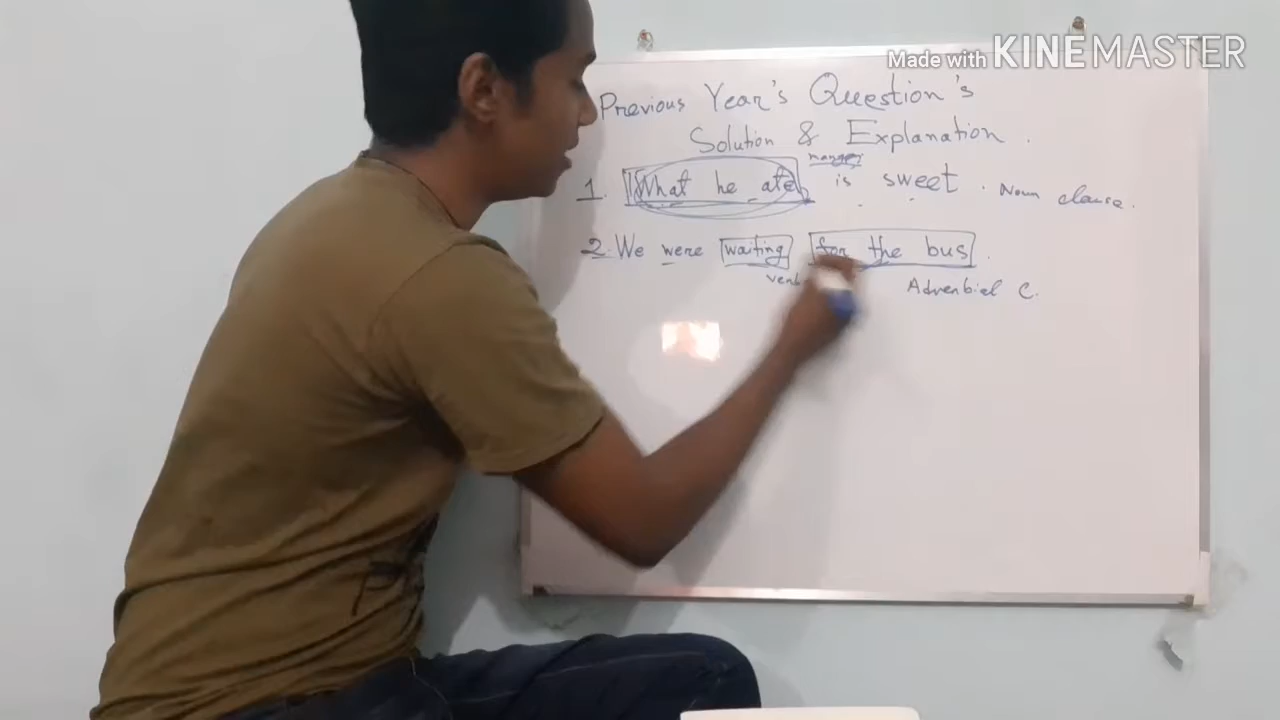 Made with KINEMASTER
Previous Year's Question's
Solution & Explanation.
mango
1. What he ate is sweet. Noun clause.
2. We were waiting for the bus.
verb Adverbial C.